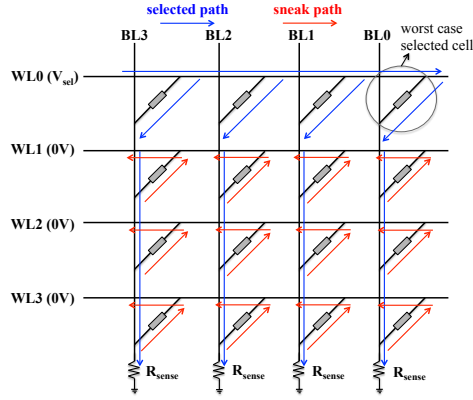 selected path sneak path
BL3 BL2 BL1 BL0
worst case
selected cell
WL0 (Vsel)
WL1 (0V)
WL2 (0V)
WL3 (0V)
Rsense Rsense Rsense Rsense